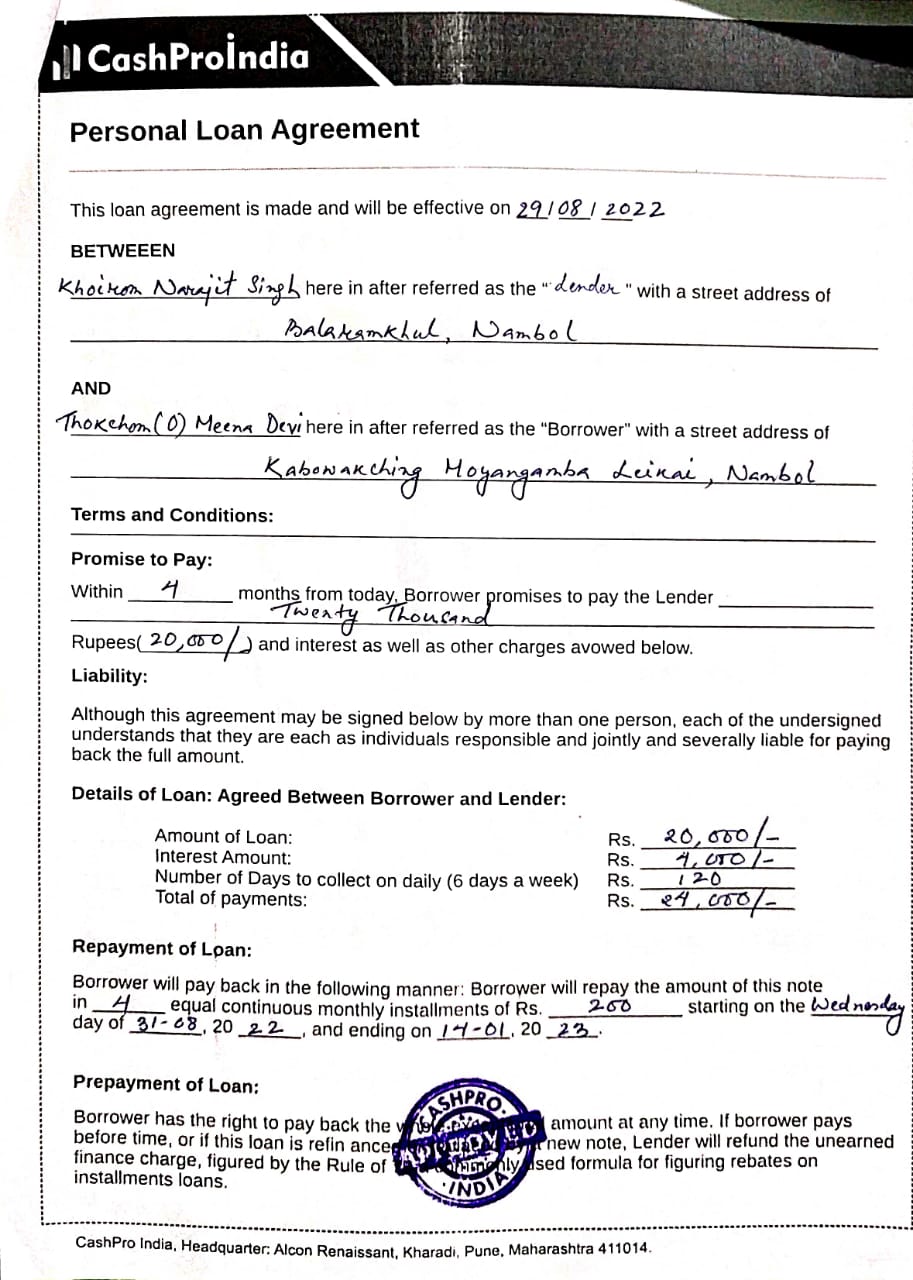 CashProIndia
Personal Loan Agreement
This loan agreement is made and will be effective on 29/08/2022
BETWEEEN
Khoirom Narajit Singh here in after referred as the "Lender" with a street address of
Balaramkhul, Nambol
AND
Thokchom (O) Meena Devi here in after referred as the "Borrower" with a street address of
Kabowakching Moyangamba Leikai, Nambol
Terms and Conditions:
Promise to Pay:
Within 4 months from today, Borrower promises to pay the Lender
Twenty Thousand
Rupees( 20,000/ ) and interest as well as other charges avowed below.
Liability:
Although this agreement may be signed below by more than one person, each of the undersigned
understands that they are each as individuals responsible and jointly and severally liable for paying
back the full amount.
Details of Loan: Agreed Between Borrower and Lender:
Amount of Loan: Rs. 20,000/-
Interest Amount: Rs. 4,000/-
Number of Days to collect on daily (6 days a week) Rs. 120
Total of payments: Rs. 24,000/-
Repayment of Loan:
Borrower will pay back in the following manner: Borrower will repay the amount of this note
in 4 equal continuous monthly installments of Rs. 200 starting on the Wednesday
day of 31-08, 20 22, and ending on 14-01, 20 23.
Prepayment of Loan:
Borrower has the right to pay back the amount at any time. If borrower pays
before time, or if this loan is refin ance new note, Lender will refund the unearned
finance charge, figured by the Rule of used formula for figuring rebates on
installments loans.
CASHPRO
INDIA
CashPro India, Headquarter: Alcon Renaissant, Kharadi, Pune, Maharashtra 411014.